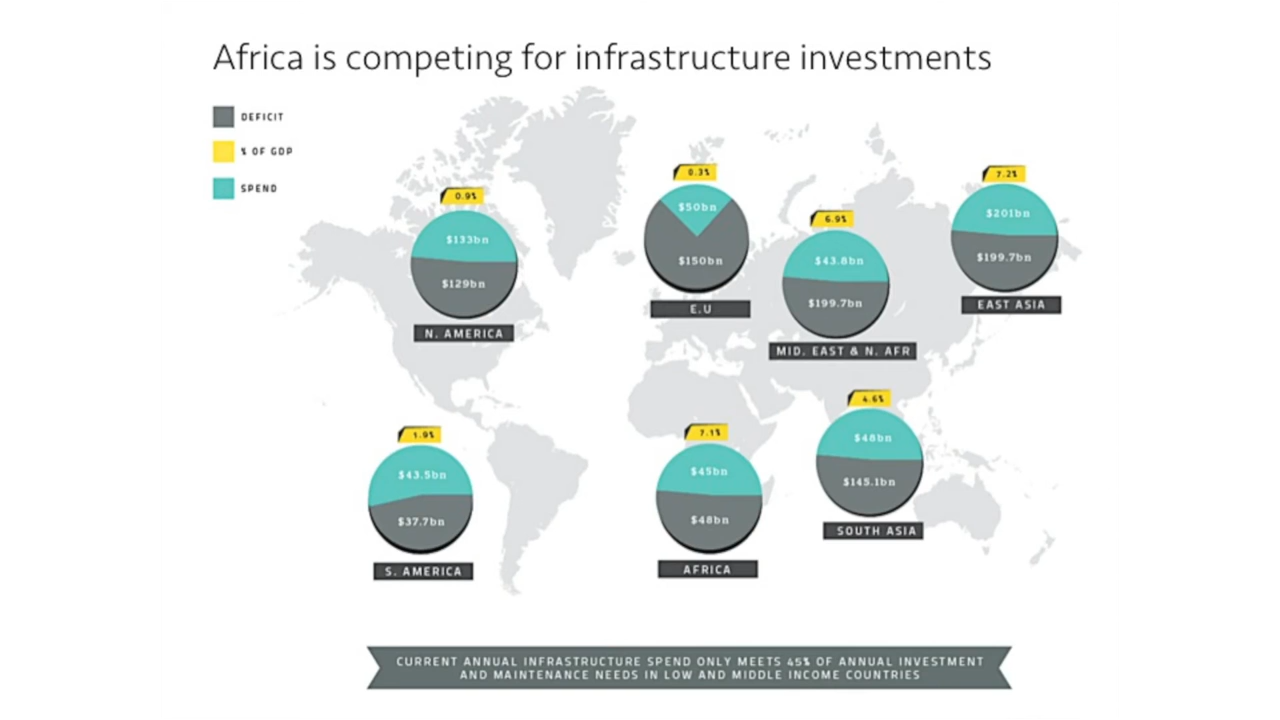 Africa is competing for infrastructure investments
DEFICIT
% OF GDP
SPEND
0.9%
$133bn
$129bn
N. AMERICA
0.3%
$50bn
$150bn
E.U
6.9%
$43.8bn
$199.7bn
MID. EAST & N. AFR
7.2%
$201bn
$199.7bn
EAST ASIA
1.9%
$43.5bn
$37.7bn
S. AMERICA
7.1%
$45bn
$48bn
AFRICA
4.6%
$48bn
$145.1bn
SOUTH ASIA
CURRENT ANNUAL INFRASTRUCTURE SPEND ONLY MEETS 45% OF ANNUAL INVESTMENT
AND MAINTENANCE NEEDS IN LOW AND MIDDLE INCOME COUNTRIES